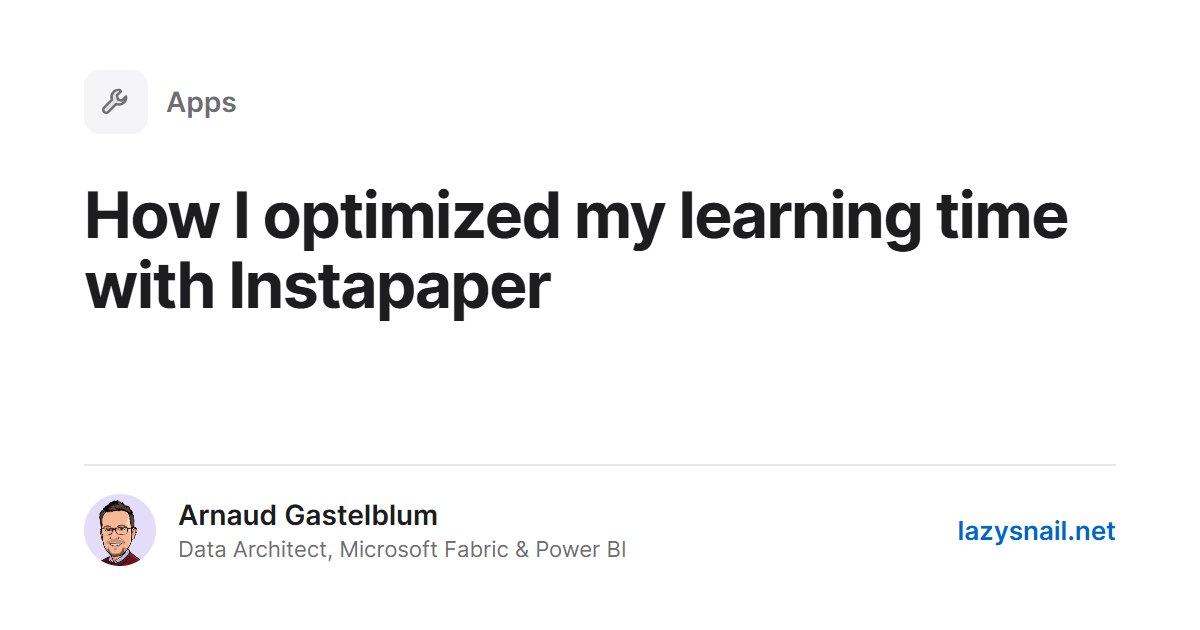 Apps
How I optimized my learning time
with Instapaper
Arnaud Gastelblum
Data Architect, Microsoft Fabric & Power BI
lazysnail.net